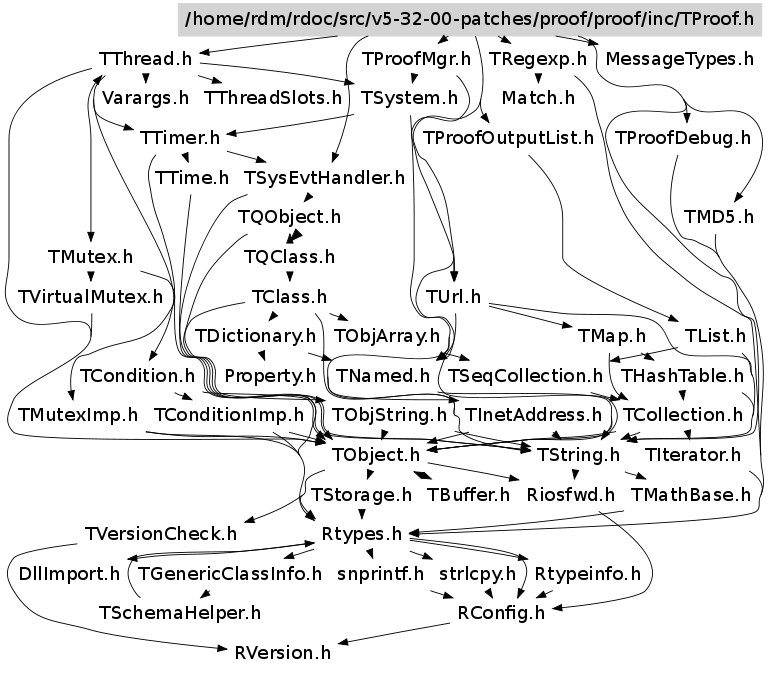 /home/rdm/rdoc/src/v5-32-00-patches/proof/proof/inc/TProof.h
TThread.h TProofMgr.h TRegexp.h MessageTypes.h
Varargs.h TThreadSlots.h TSystem.h Match.h
TTimer.h TProofOutputList.h TProofDebug.h
TTime.h TSysEvtHandler.h
TQObject.h TMD5.h
TMutex.h TQClass.h
TVirtualMutex.h TClass.h TUrl.h
TDictionary.h TObjArray.h TMap.h TList.h
TCondition.h Property.h TNamed.h TSeqCollection.h THashTable.h
TMutexImp.h TConditionImp.h TObjString.h TInetAddress.h TCollection.h
TObject.h TString.h TIterator.h
TStorage.h TBuffer.h Riosfwd.h TMathBase.h
TVersionCheck.h Rtypes.h
DllImport.h TGenericClassInfo.h snprintf.h strlcpy.h Rtypeinfo.h
TSchemaHelper.h RConfig.h
RVersion.h